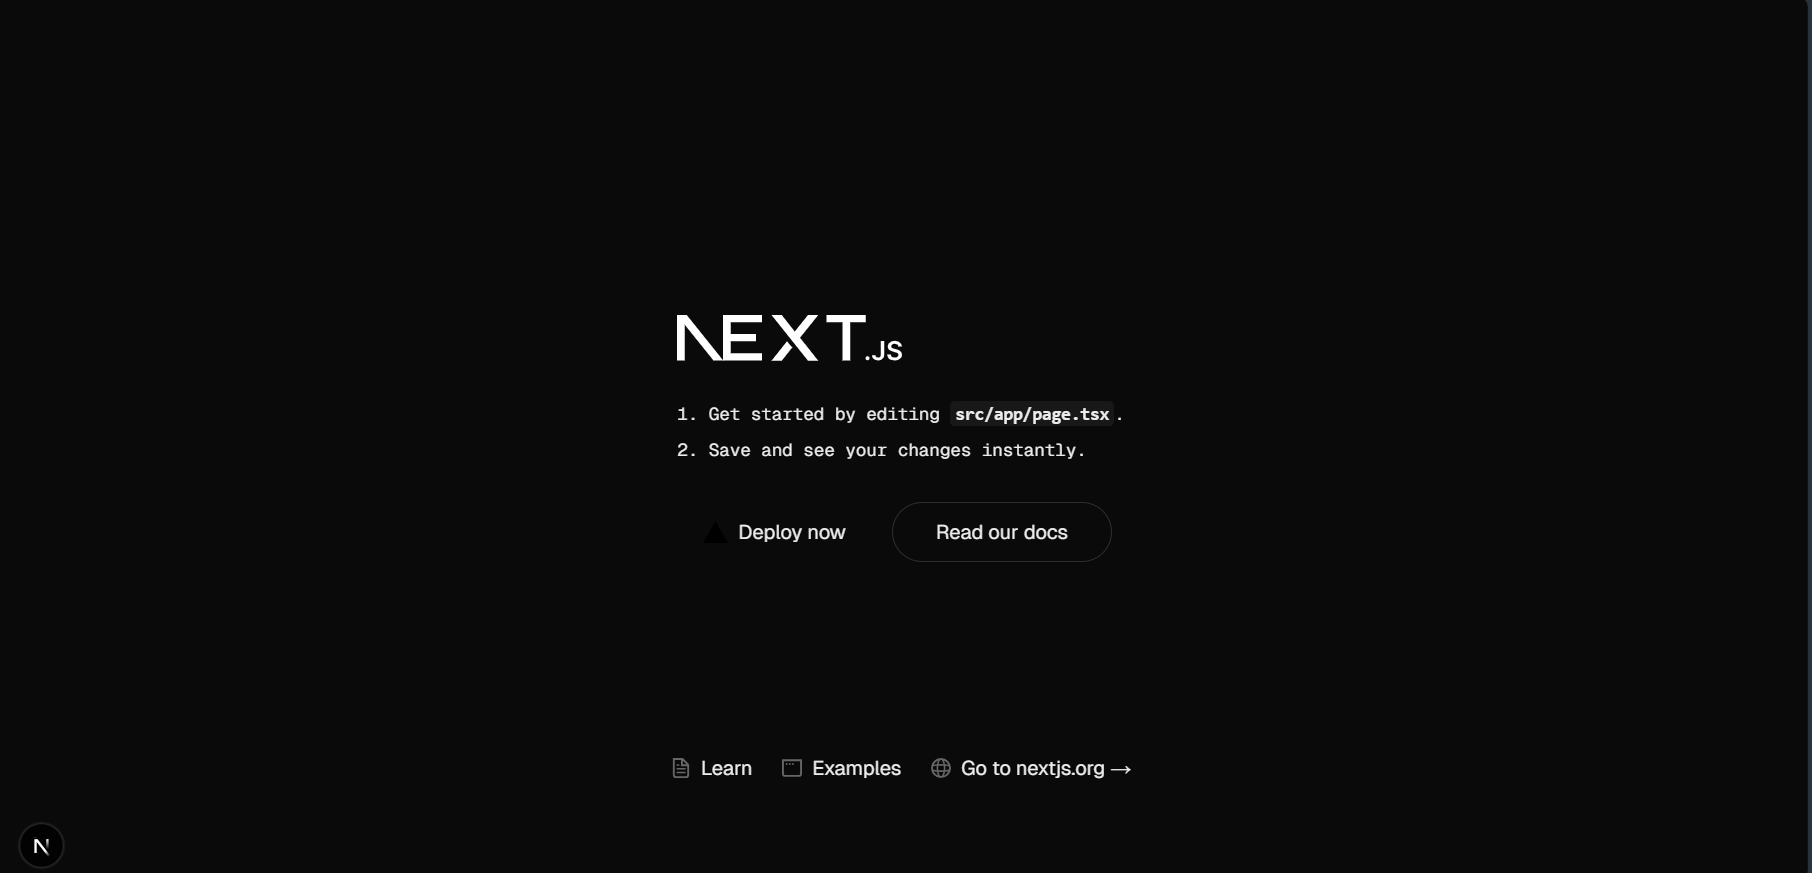 NEXT.JS
1. Get started by editing src/app/page.tsx.
2. Save and see your changes instantly.
Deploy now
Read our docs
Learn
Examples
Go to nextjs.org →
N